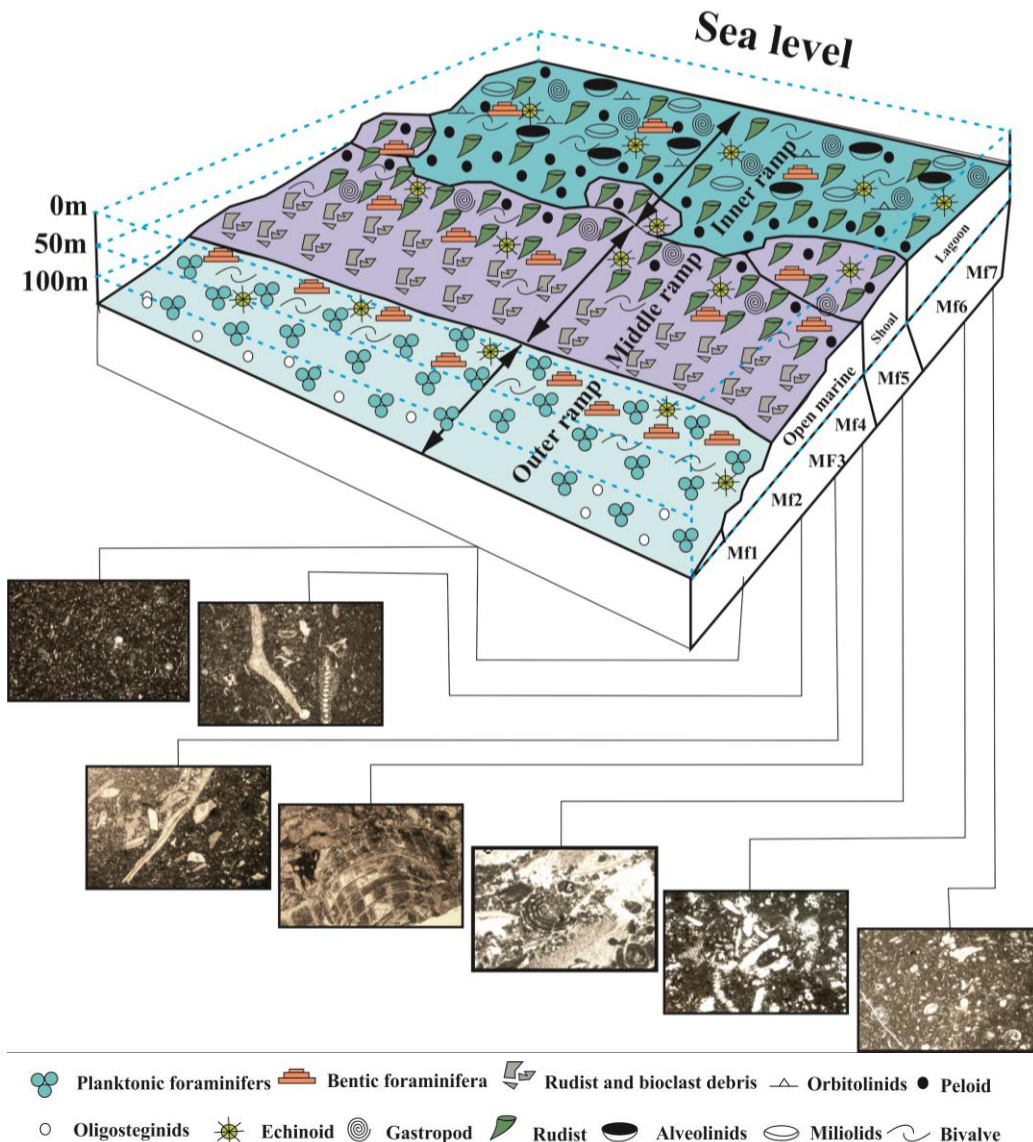 Sea level
0m
50m
100m
Inner ramp
Middle ramp
Outer ramp
Lagoon
Shoal
Open marine
Mf7
Mf6
Mf5
Mf4
MF3
Mf2
Mf1
Planktonic foraminifers Bentic foraminifera Rudist and bioclast debris Orbitolinids Peloid
Oligosteginids Echinoid Gastropod Rudist Alveolinids Miliolids Bivalve